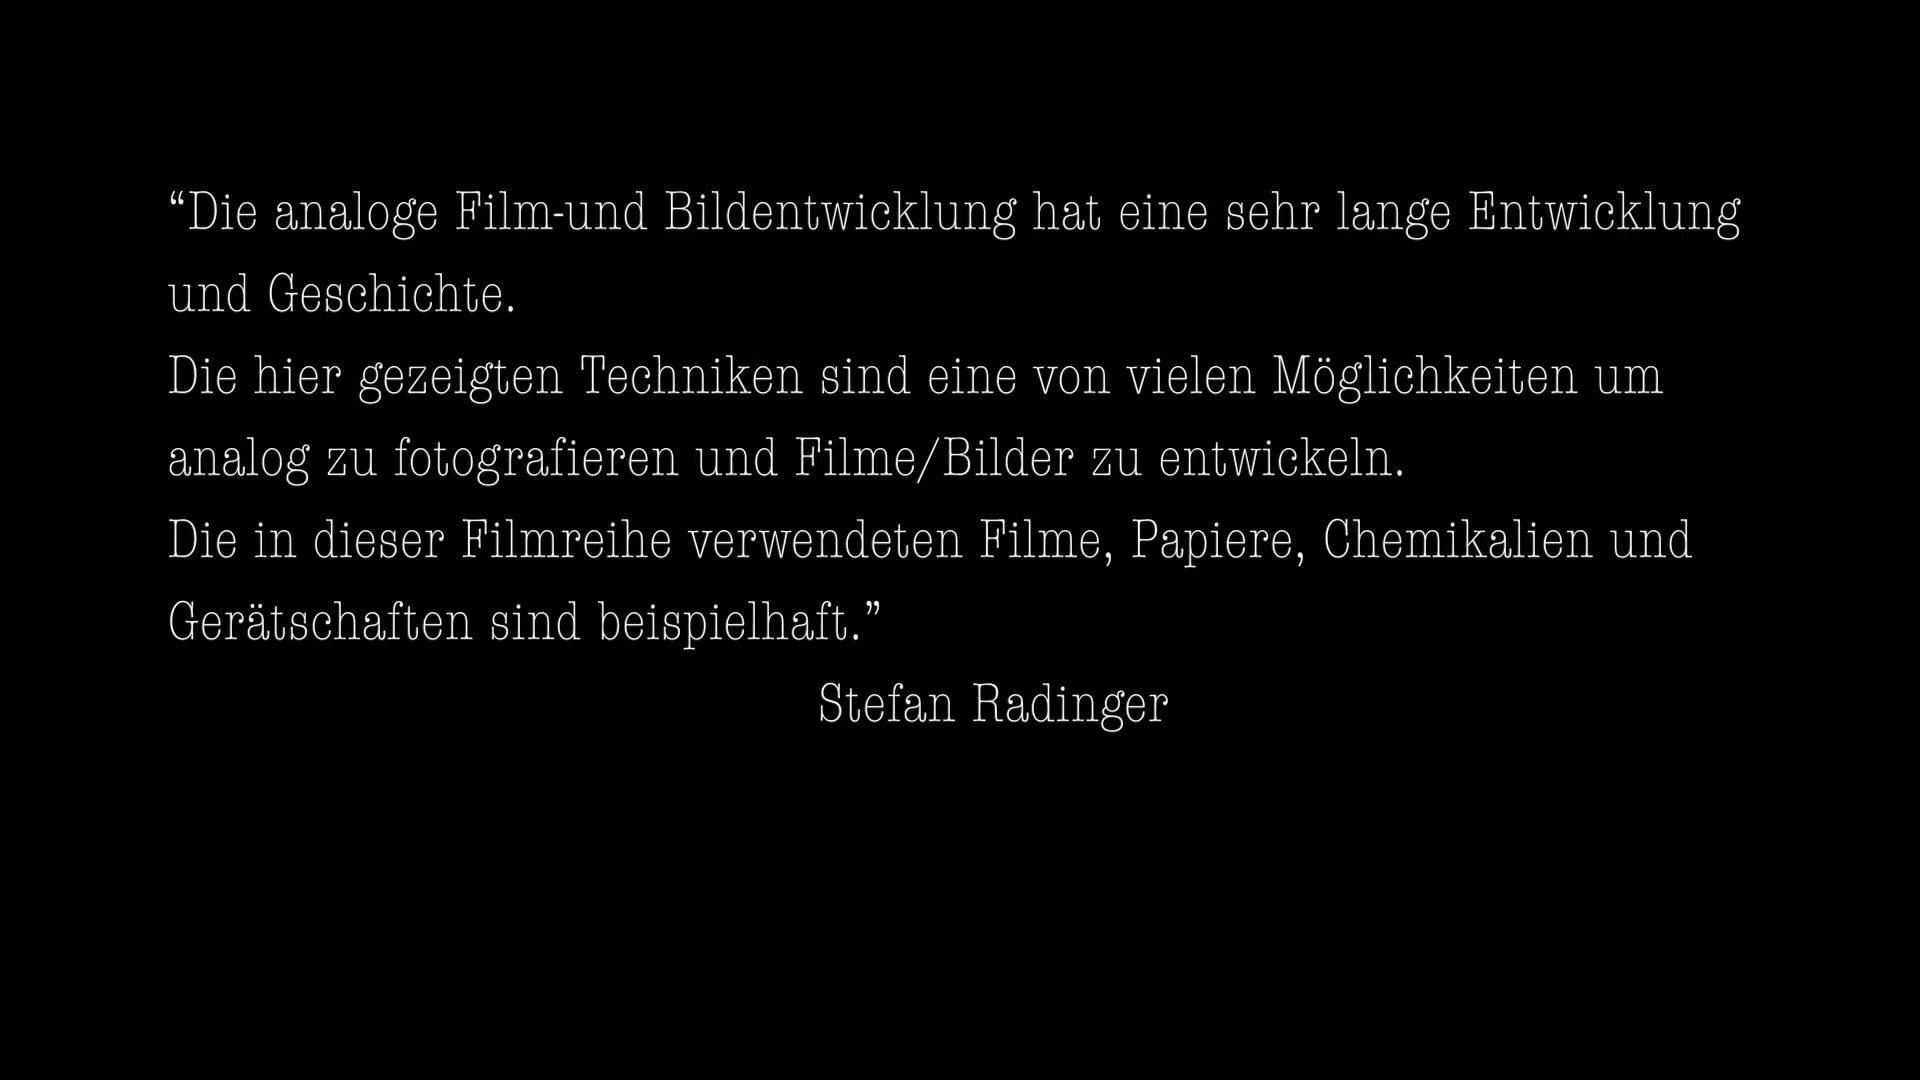 “Die analoge Film-und Bildentwicklung hat eine sehr lange Entwicklung
und Geschichte.
Die hier gezeigten Techniken sind eine von vielen Möglichkeiten um
analog zu fotografieren und Filme/Bilder zu entwickeln.
Die in dieser Filmreihe verwendeten Filme, Papiere, Chemikalien und
Gerätschaften sind beispielhaft.”
Stefan Radinger